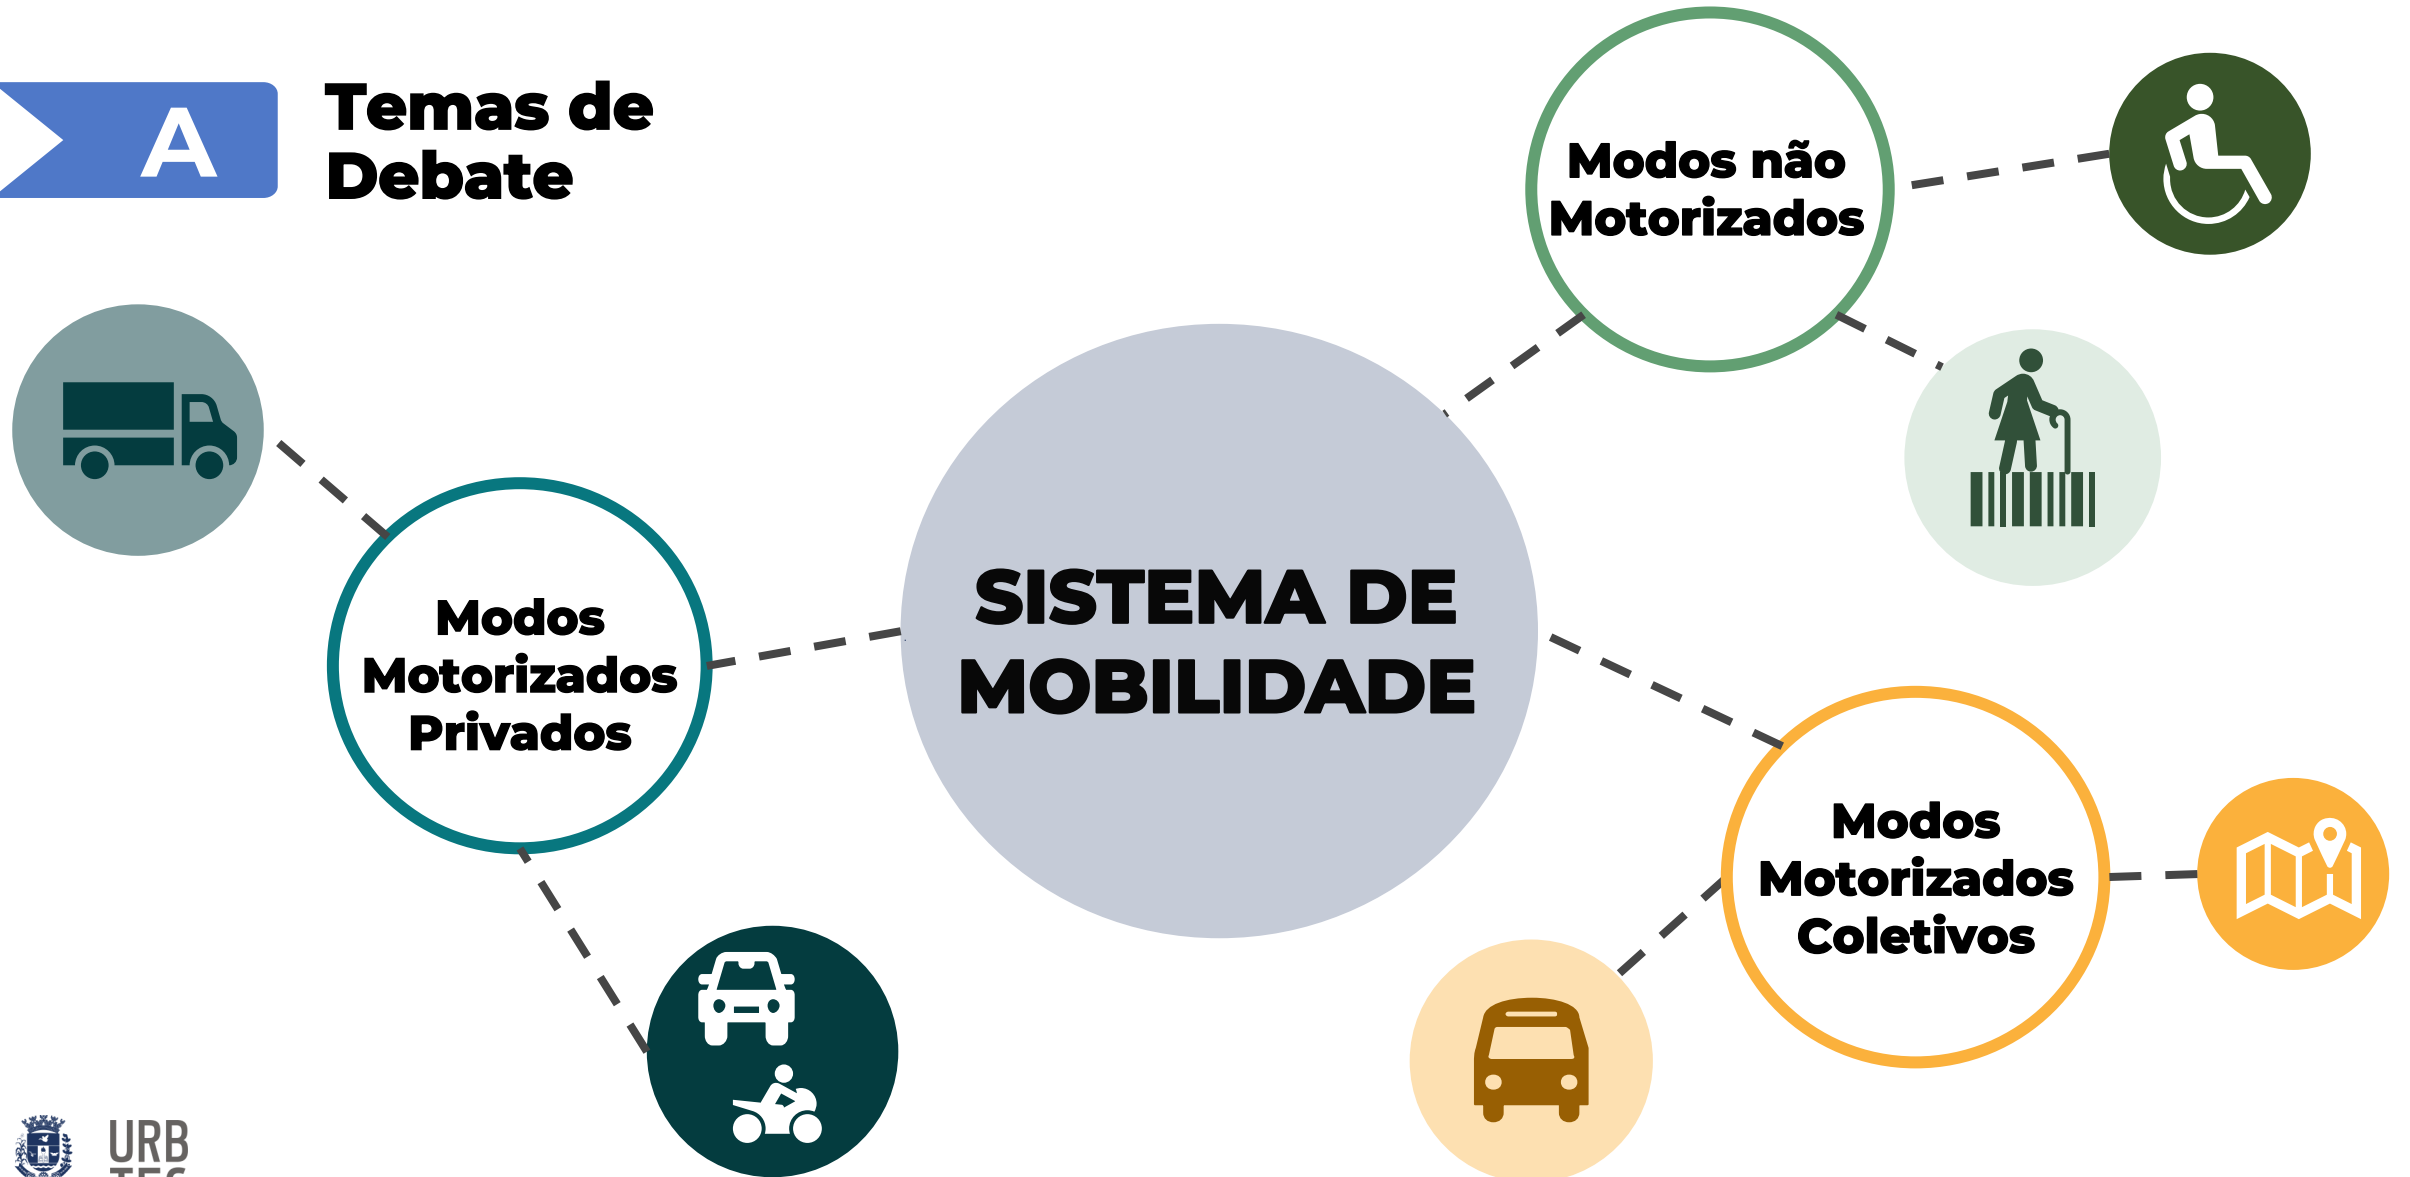 A
Temas de
Debate
Modos não
Motorizados
SISTEMA DE
MOBILIDADE
Modos
Motorizados
Privados
Modos
Motorizados
Coletivos
URB